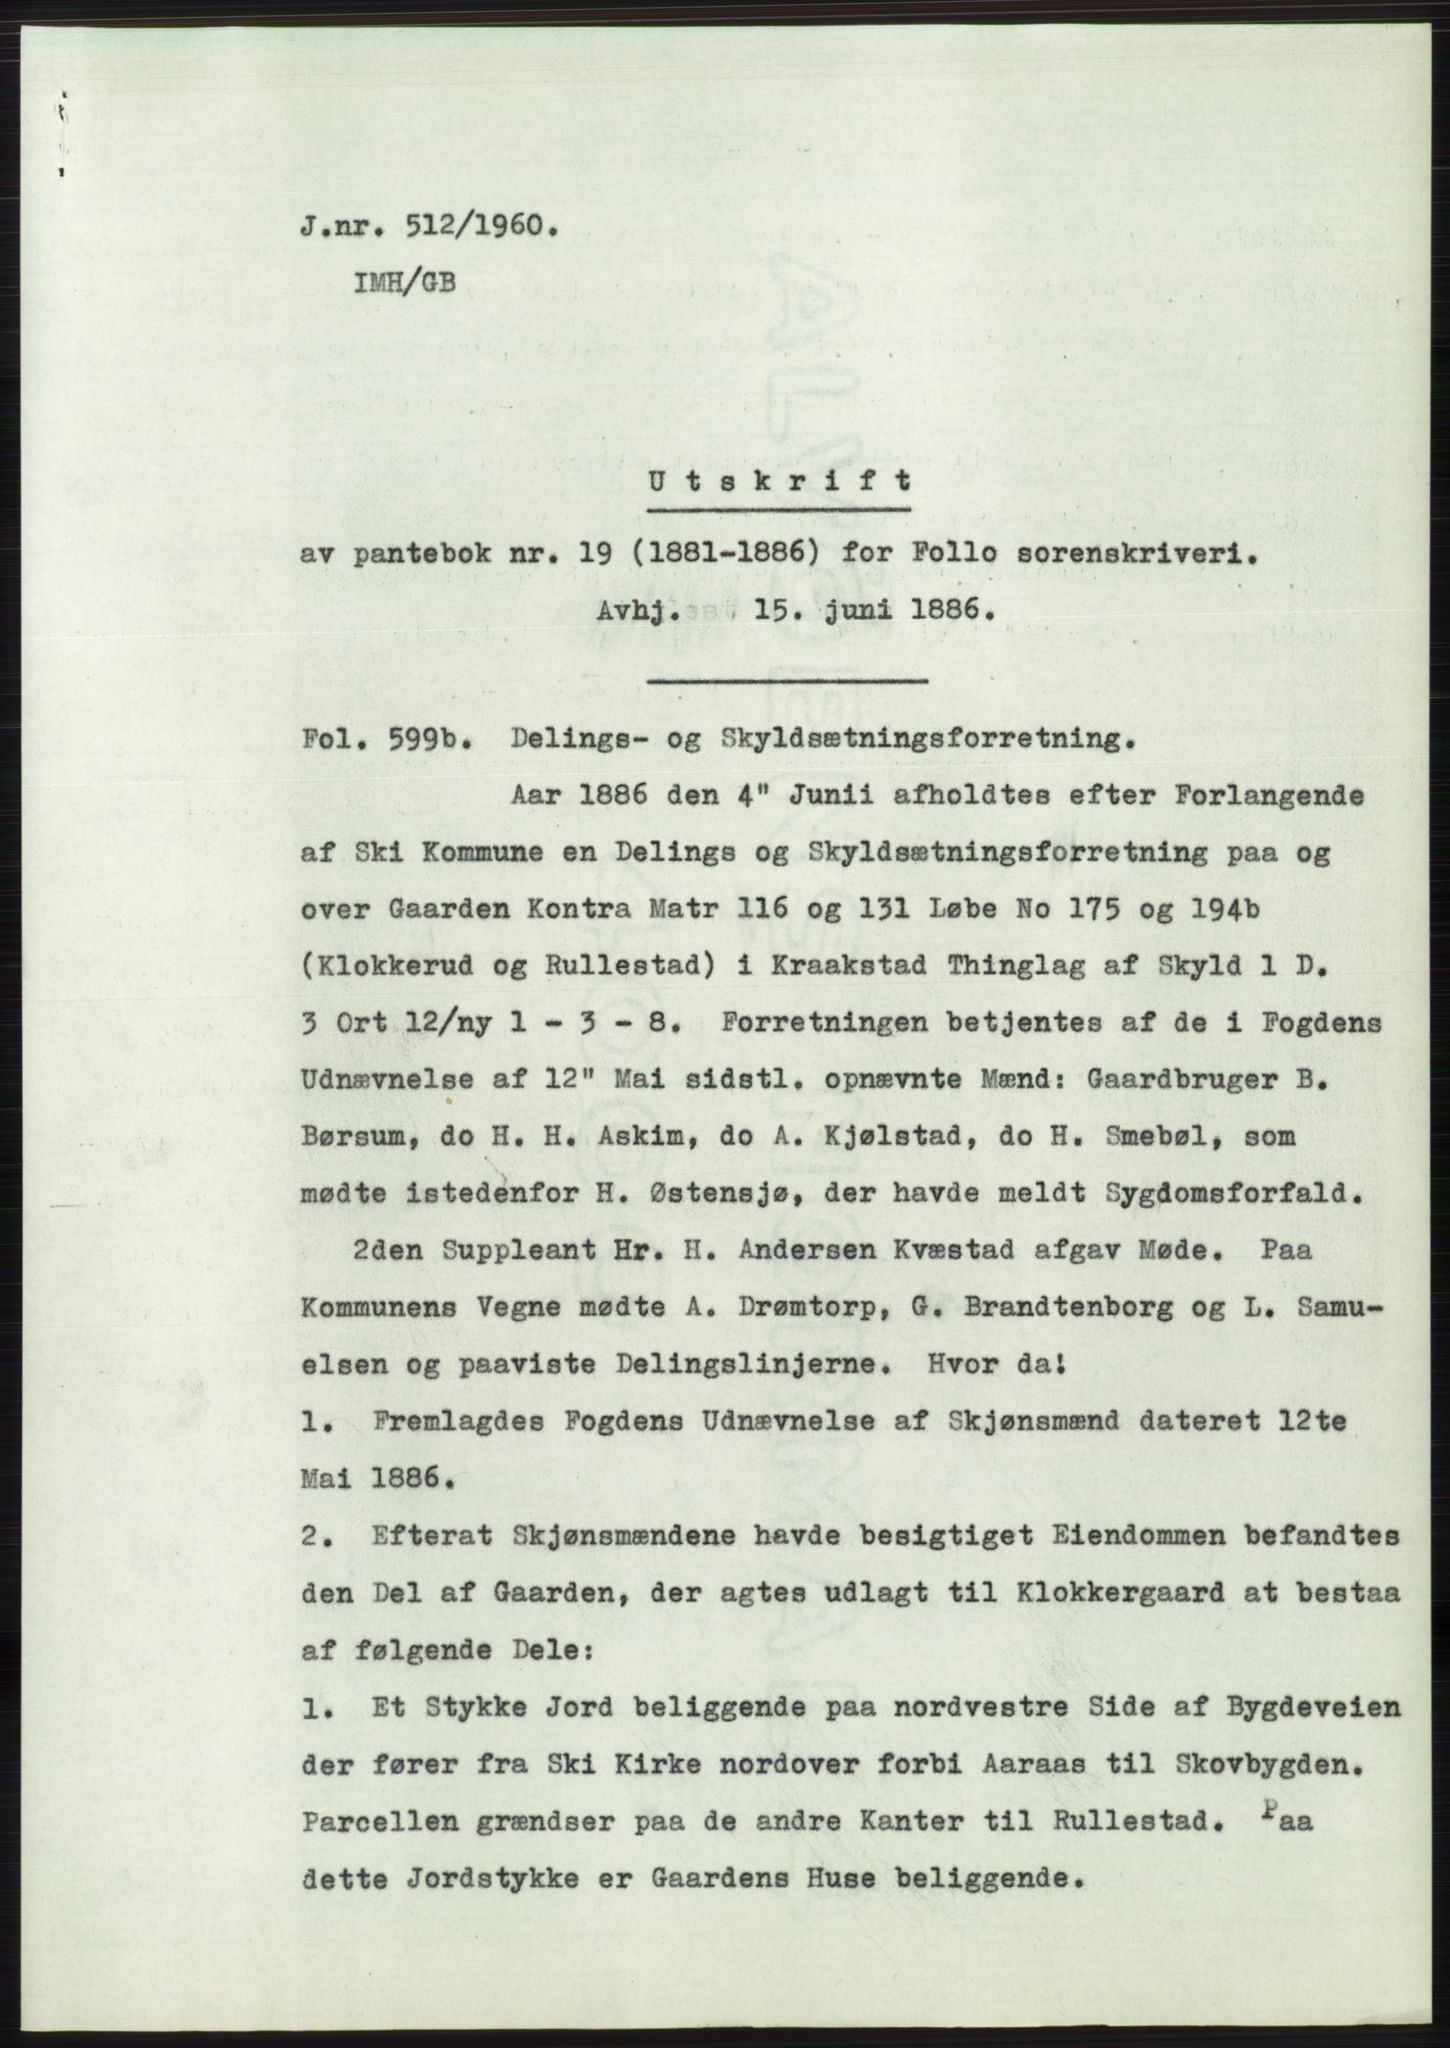 J.nr. 512/1960.
IMH/GB
U t s k r i f t
av pantebok nr. 19 (1881-1886) for Follo sorenskriveri.
Avhj. 15. juni 1886.
Fol. 599b. Delings- og Skyldsætningsforretning.
Aar 1886 den 4" Junii afholdtes efter Forlangende
af Ski Kommune en Delings og Skyldsætningsforretning paa og
over Gaarden Kontra Matr 116 og 131 Løbe No 175 og 194b
(Klokkerud og Rullestad) i Kraakstad Thinglag af Skyld 1 D.
3 Ort 12/ny 1 - 3 - 8. Forretningen betjentes af de i Fogdens
Udnævnelse af 12" Mai sidstl. opnævnte Mænd: Gaardbruger B.
Børsum, do H. H. Askim, do A. Kjølstad, do H. Smebøl, som
mødte istedenfor H. Østensjø, der havde meldt Sygdomsforfald.
2den Suppleant Hr. H. Andersen Kvæstad afgav Møde. Paa
Kommunens Vegne mødte A. Drømtorp, G. Brandtenborg og L. Samu-
elsen og paaviste Delingslinjerne. Hvor da!
1. Fremlagdes Fogdens Udnævnelse af Skjønsmænd dateret 12te
Mai 1886.
2. Efterat Skjønsmændene havde besigtiget Eiendommen befandtes
den Del af Gaarden, der agtes udlagt til Klokkergaard at bestaa
af følgende Dele:
1. Et Stykke Jord beliggende paa nordvestre Side af Bygdeveien
der fører fra Ski Kirke nordover forbi Aaraas til Skovbygden.
Parcellen grændser paa de andre Kanter til Rullestad. Paa
dette Jordstykke er Gaardens Huse beliggende.